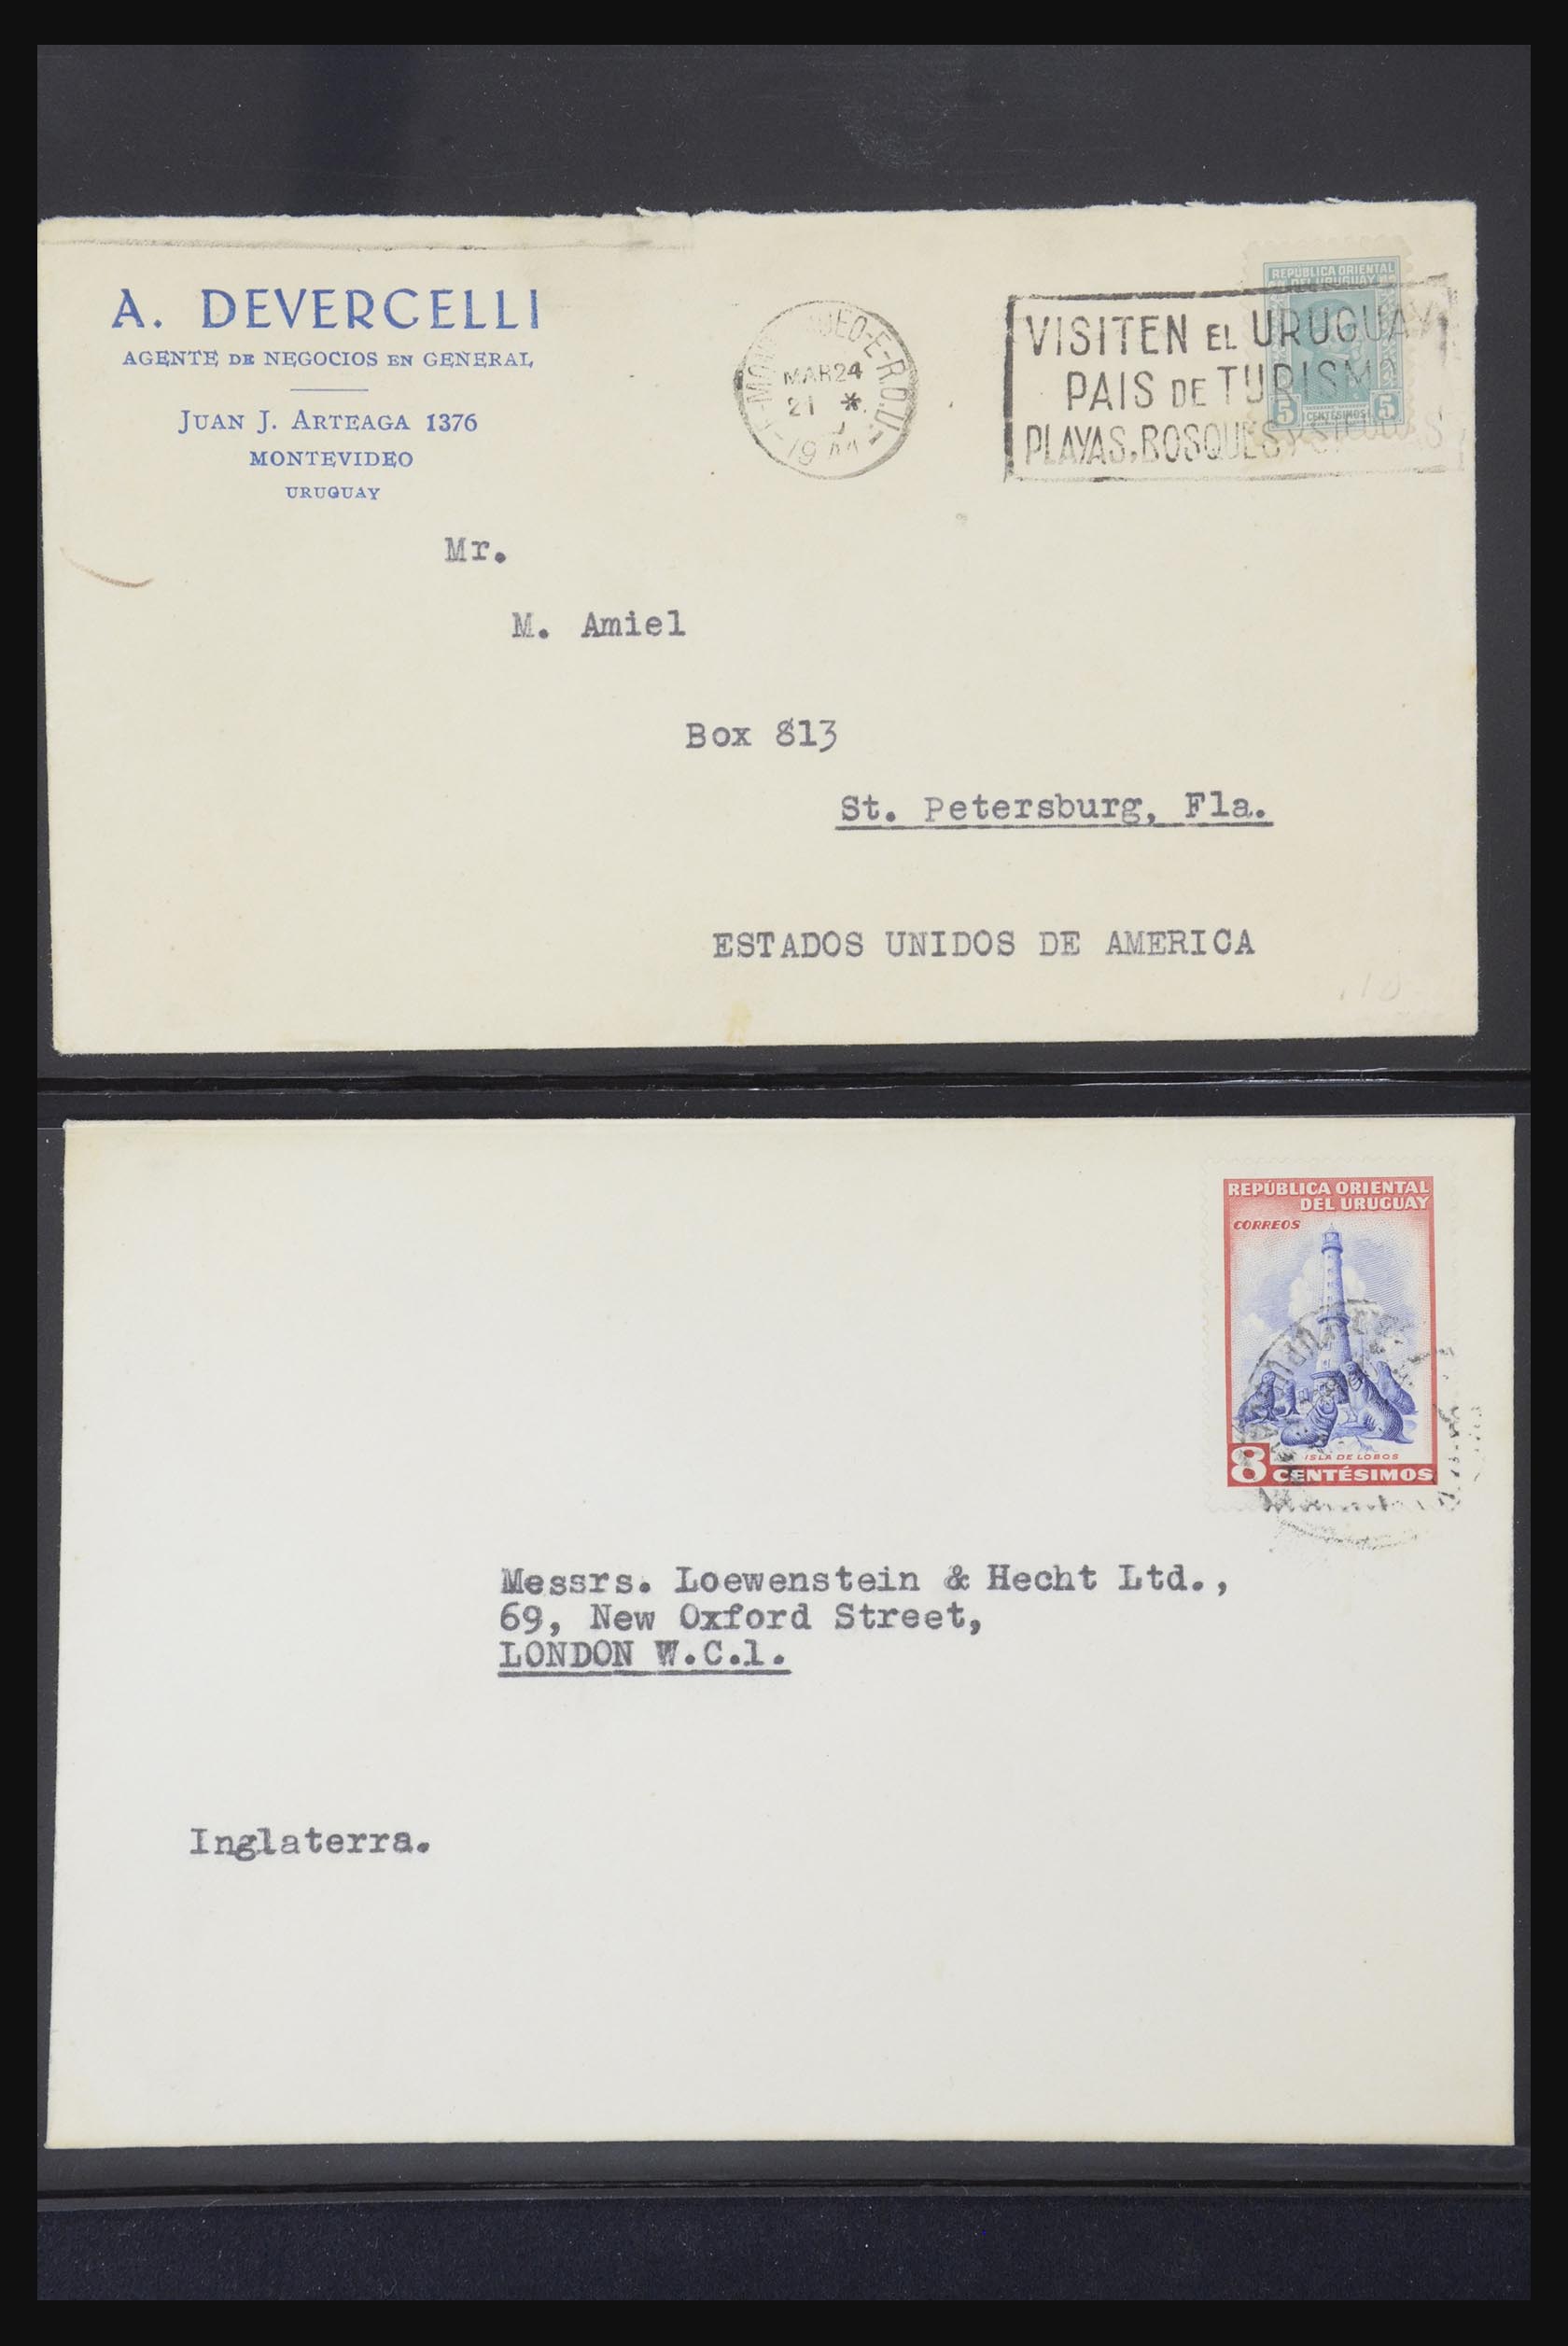 A. DEVERCELLI
AGENTE DE NEGOCIOS EN GENERAL
JUAN J. ARTEAGA 1376
MONTEVIDEO
URUGUAY
MAR 24
21 *
19
REPUBLICA ORIENTAL
DEL URUGUAY
5 CENTESIMOS 5
VISITEN EL URUGUAY
PAIS DE TURISMO
PLAYAS, BOSQUES Y
Mr.
M. Amiel
Box 813
St. Petersburg, Fla.
ESTADOS UNIDOS DE AMERICA
REPÚBLICA ORIENTAL
DEL URUGUAY
CORREOS
ISLA DE LOBOS
8 CENTÉSIMOS
Messrs. Loewenstein & Hecht Ltd.,
69, New Oxford Street,
LONDON W.C.1.
Inglaterra.